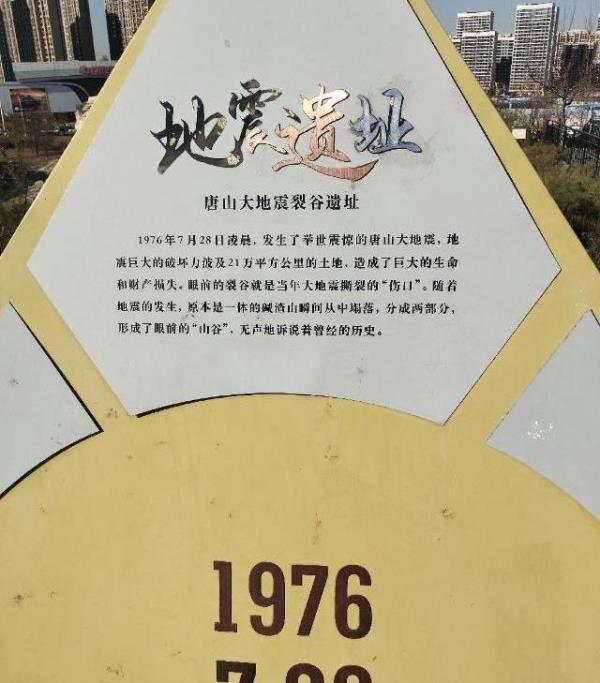 地震遗址
唐山大地震裂谷遗址
1976年7月28日凌晨，发生了举世震惊的唐山大地震，地
震巨大的破坏力波及21万平方公里的土地，造成了巨大的生命
和财产损失。眼前的裂谷就是当年大地震撕裂的“伤口”。随着
地震的发生，原本是一体的碱渣山瞬间从中塌落，分成两部分，
形成了眼前的“山谷”，无声地诉说着曾经的历史。
1976